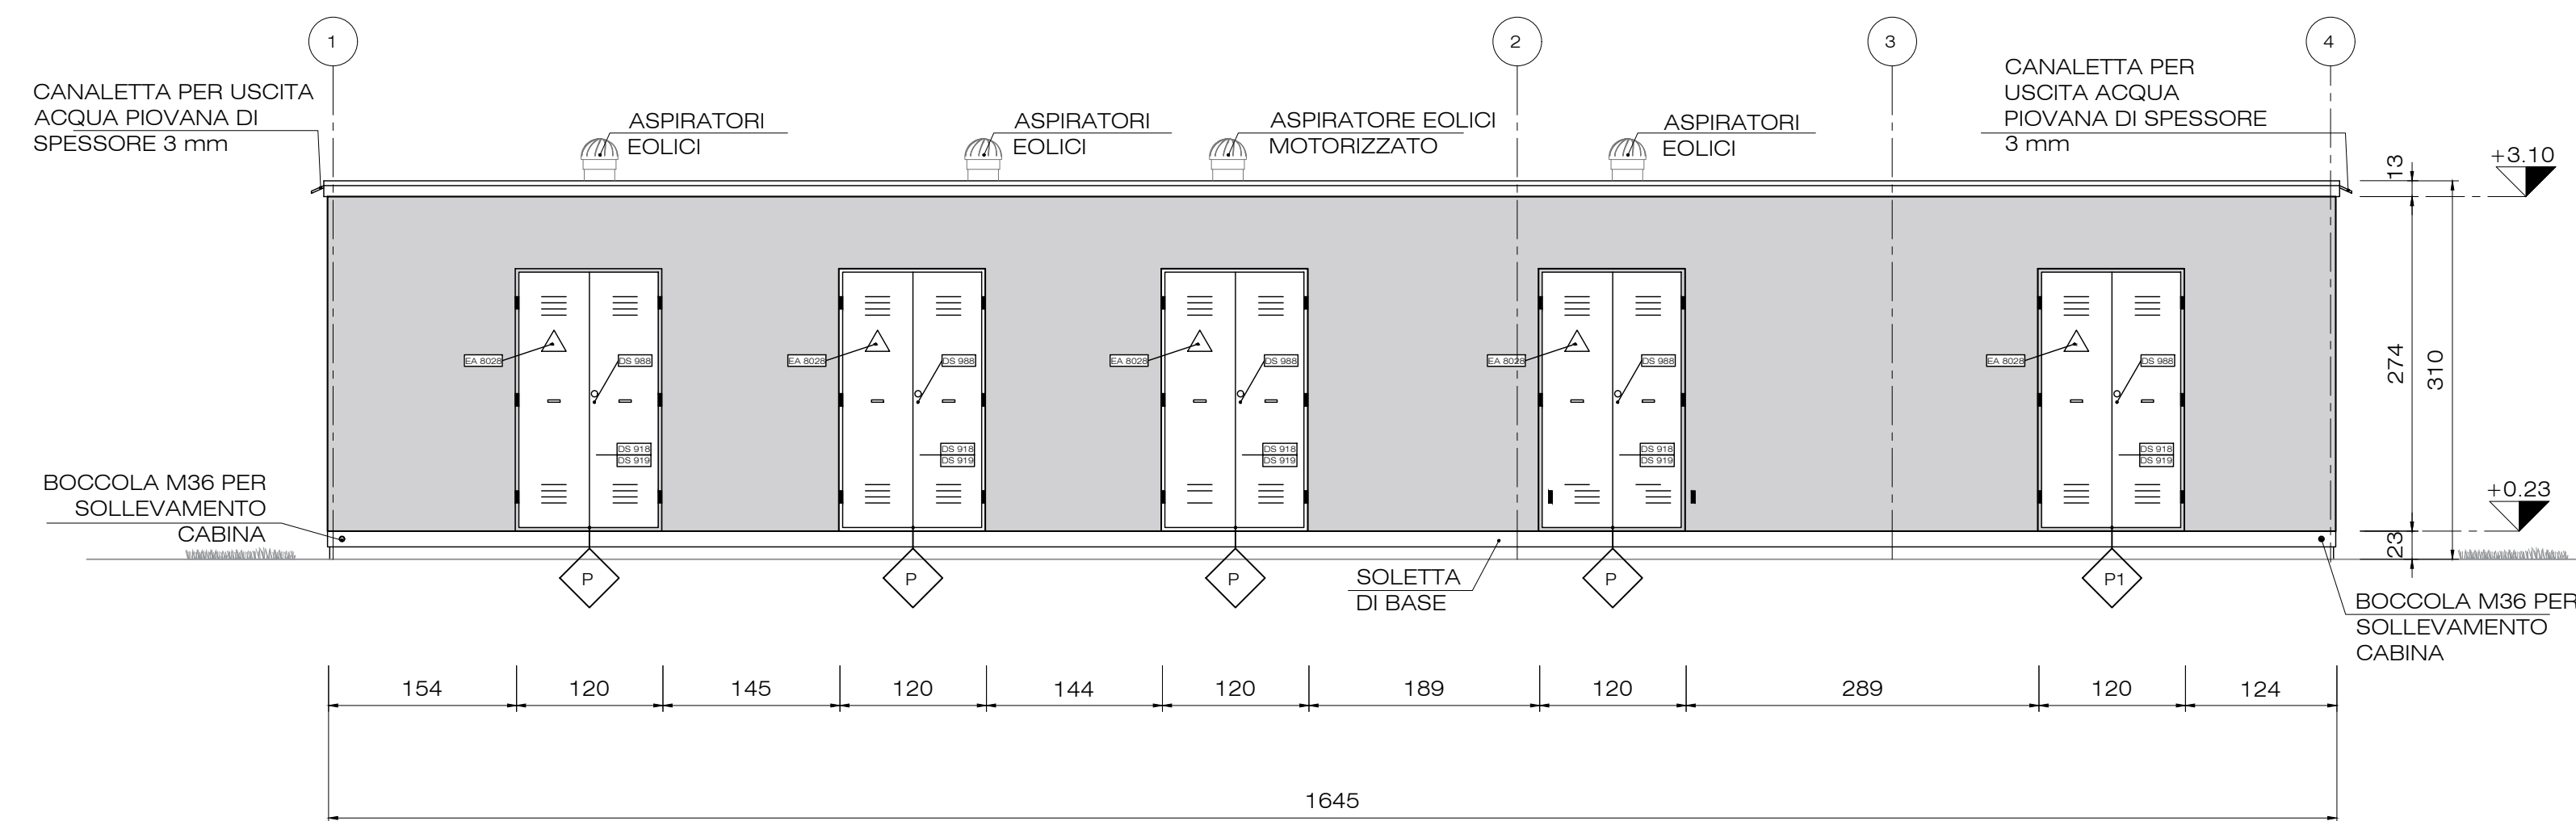 1
2
3
4
CANALETTA PER USCITA
ACQUA PIOVANA DI
SPESSORE 3 mm
ASPIRATORI
EOLICI
ASPIRATORI
EOLICI
ASPIRATORE EOLICI
MOTORIZZATO
ASPIRATORI
EOLICI
CANALETTA PER
USCITA ACQUA
PIOVANA DI SPESSORE
3 mm
13
+3.10
EA 8028
DS 988
DS 918
DS 919
EA 8028
DS 988
DS 918
DS 919
EA 8028
DS 988
DS 918
DS 919
EA 8028
DS 988
DS 918
DS 919
EA 8028
DS 988
DS 918
DS 919
274
310
+0.23
23
BOCCOLA M36 PER
SOLLEVAMENTO
CABINA
P
P
P
P
P1
SOLETTA
DI BASE
BOCCOLA M36 PER
SOLLEVAMENTO
CABINA
154
120
145
120
144
120
189
120
289
120
124
1645